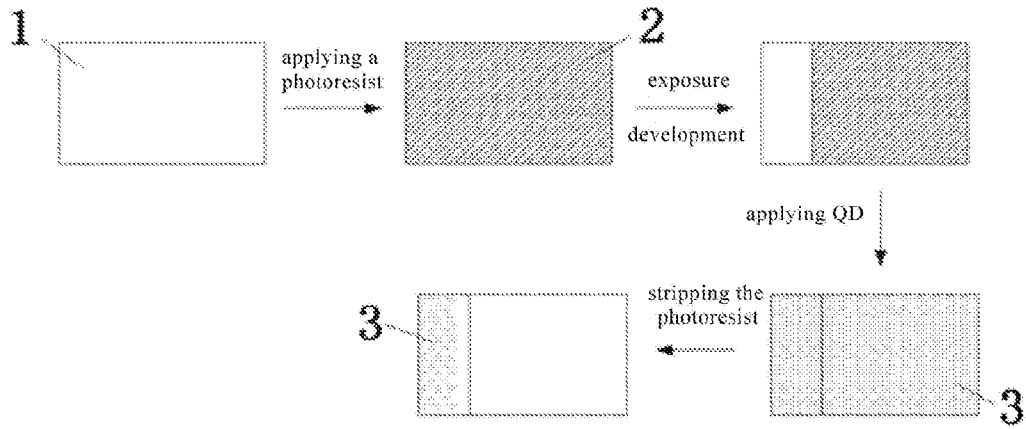 1
applying a
photoresist
2
exposure
development
applying QD
3
stripping the
photoresist
3